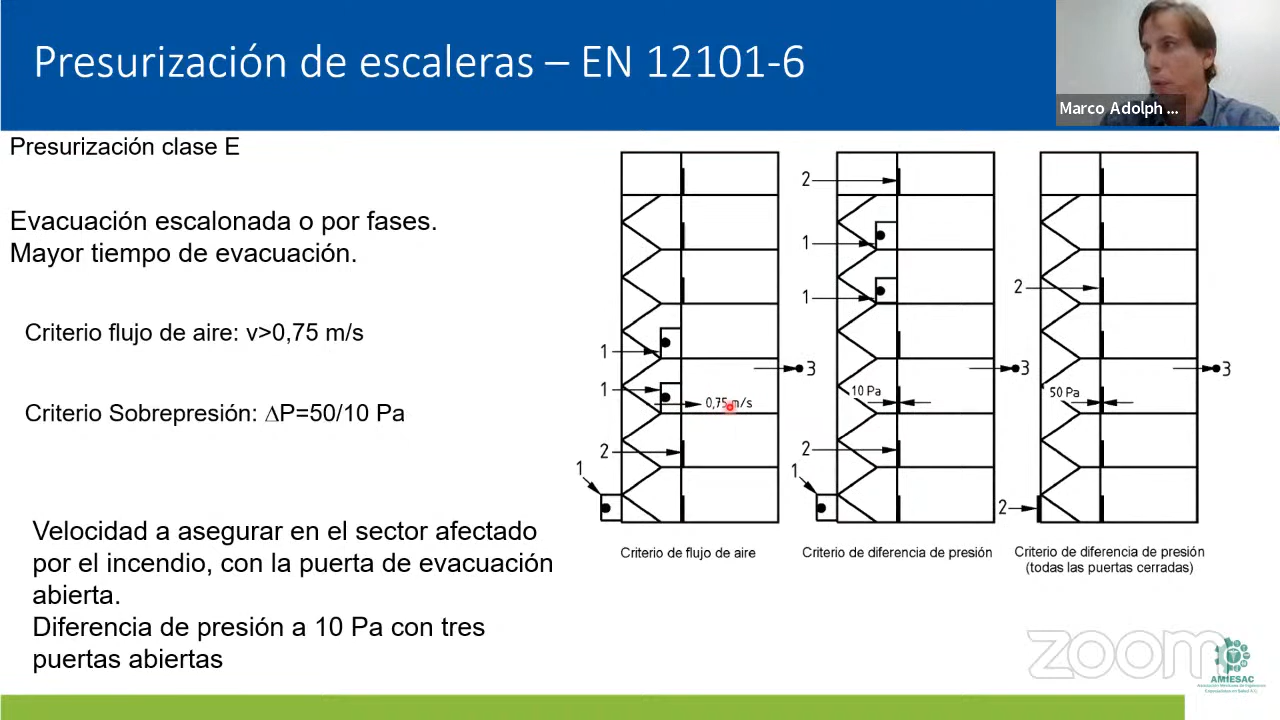 Presurización de escaleras – EN 12101-6
Marco Adolph ...
Presurización clase E
Evacuación escalonada o por fases.
Mayor tiempo de evacuación.
Criterio flujo de aire: v>0,75 m/s
Criterio Sobrepresión: ∆P=50/10 Pa
Velocidad a asegurar en el sector afectado
por el incendio, con la puerta de evacuación
abierta.
Diferencia de presión a 10 Pa con tres
puertas abiertas
1
1
0,75 m/s
2
1
3
Criterio de flujo de aire
2
1
1
3
10 Pa
2
1
Criterio de diferencia de presión
2
3
50 Pa
2
Criterio de diferencia de presión
(todas las puertas cerradas)
zoom
AMIESAC